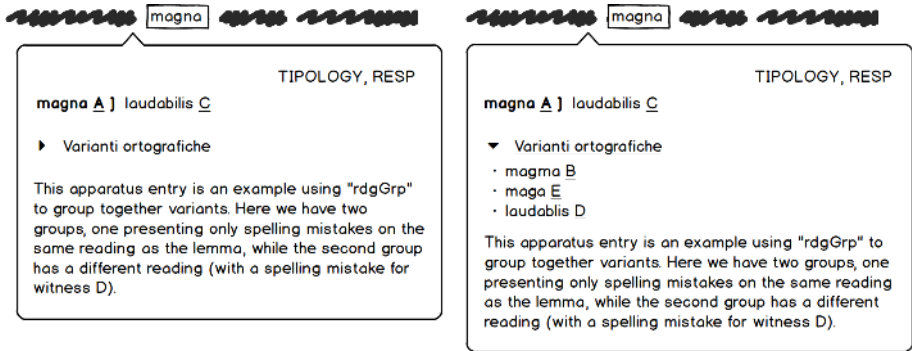 magna
TIPOLOGY, RESP
magna A ] laudabilis C
Varianti ortografiche
This apparatus entry is an example using "rdgGrp"
to group together variants. Here we have two
groups, one presenting only spelling mistakes on the
same reading as the lemma, while the second group
has a different reading (with a spelling mistake for
witness D).
magna
TIPOLOGY, RESP
magna A ] laudabilis C
Varianti ortografiche
· magma B
· maga E
· laudablis D
This apparatus entry is an example using "rdgGrp" to
group together variants. Here we have two groups, one
presenting only spelling mistakes on the same reading
as the lemma, while the second group has a different
reading (with a spelling mistake for witness D).